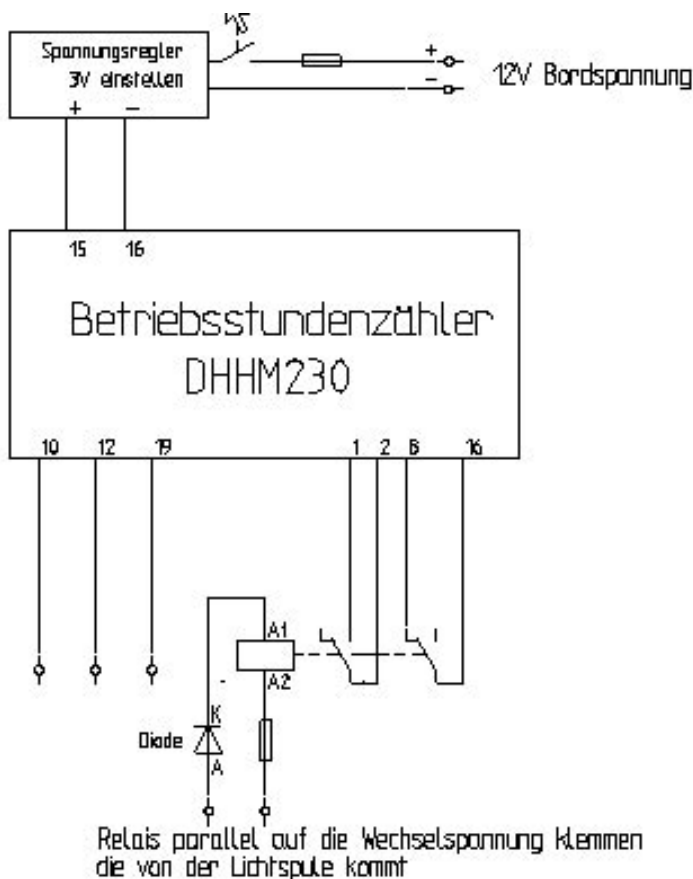 Spannungsregler
3V einstellen
+ −
+
−
12V Bordspannung
15 16
Betriebsstundenzähler
DHHM230
10 12 19 1 2 8 16
A1
A2
K
Diode
A
Relais parallel auf die Wechselspannung klemmen
die von der Lichtspule kommt